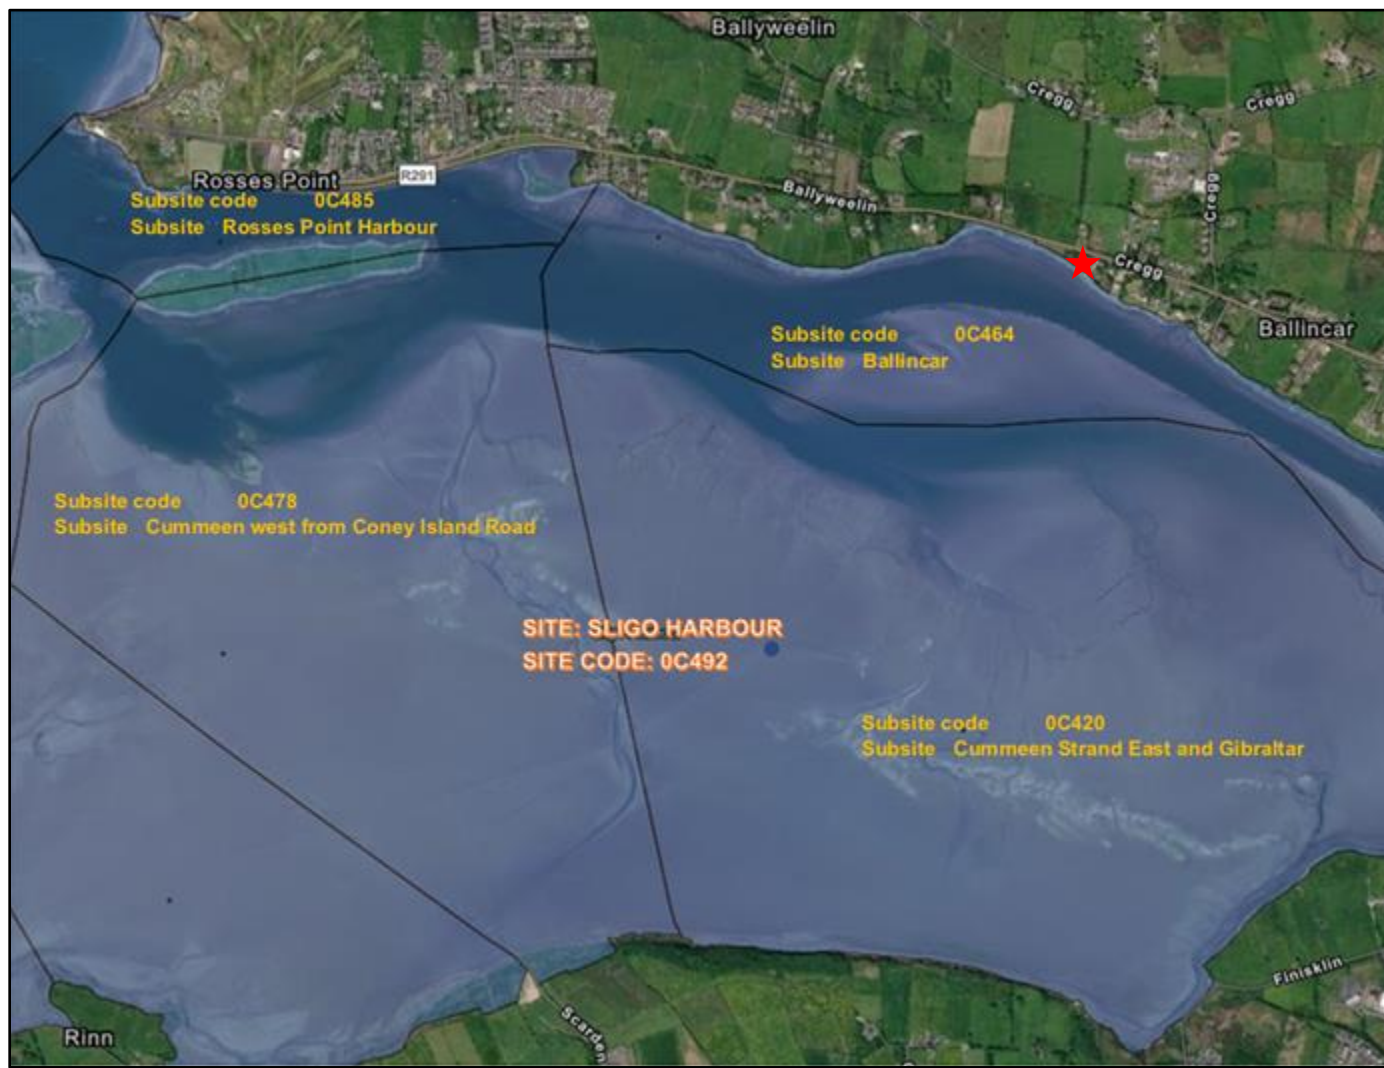 Ballyweelin
Cregg
Cregg
Rosses Point
R291
Ballyweelin
Cregg
Subsite code 0C485
Subsite Rosses Point Harbour
Cregg
Subsite code 0C464
Subsite Ballincar
Ballincar
Subsite code 0C478
Subsite Cummeen west from Coney Island Road
SITE: SLIGO HARBOUR
SITE CODE: 0C492
Subsite code 0C420
Subsite Cummeen Strand East and Gibraltar
Finisklin
Scarden
Rinn